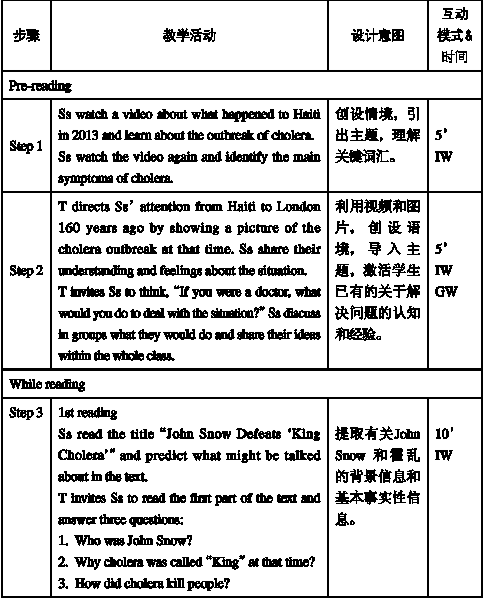 步骤
教学活动
设计意图
互动
模式&
时间
Pre-reading
Step 1
Ss watch a video about what happened to Haiti
in 2013 and learn about the outbreak of cholera.
Ss watch the video again and identify the main
symptoms of cholera.
创设情境，引
出主题，理解
关键词汇。
5’
IW
Step 2
T directs Ss’ attention from Haiti to London
160 years ago by showing a picture of the
cholera outbreak at that time. Ss share their
understanding and feelings about the situation.
T invites Ss to think, “If you were a doctor, what
would you do to deal with the situation?” Ss discuss
in groups what they would do and share their ideas
within the whole class.
利用视频和图
片，创设语
境，导入主
题，激活学生
已有的关于解
决问题的认知
和经验。
5’
IW
GW
While reading
Step 3
1st reading
Ss read the title “John Snow Defeats ‘King
Cholera’” and predict what might be talked
about in the text.
T invites Ss to read the first part of the text and
answer three questions:
1. Who was John Snow?
2. Why cholera was called “King” at that time?
3. How did cholera kill people?
提取有关John
Snow 和霍乱
的背景信息和
基本事实性信
息。
10’
IW